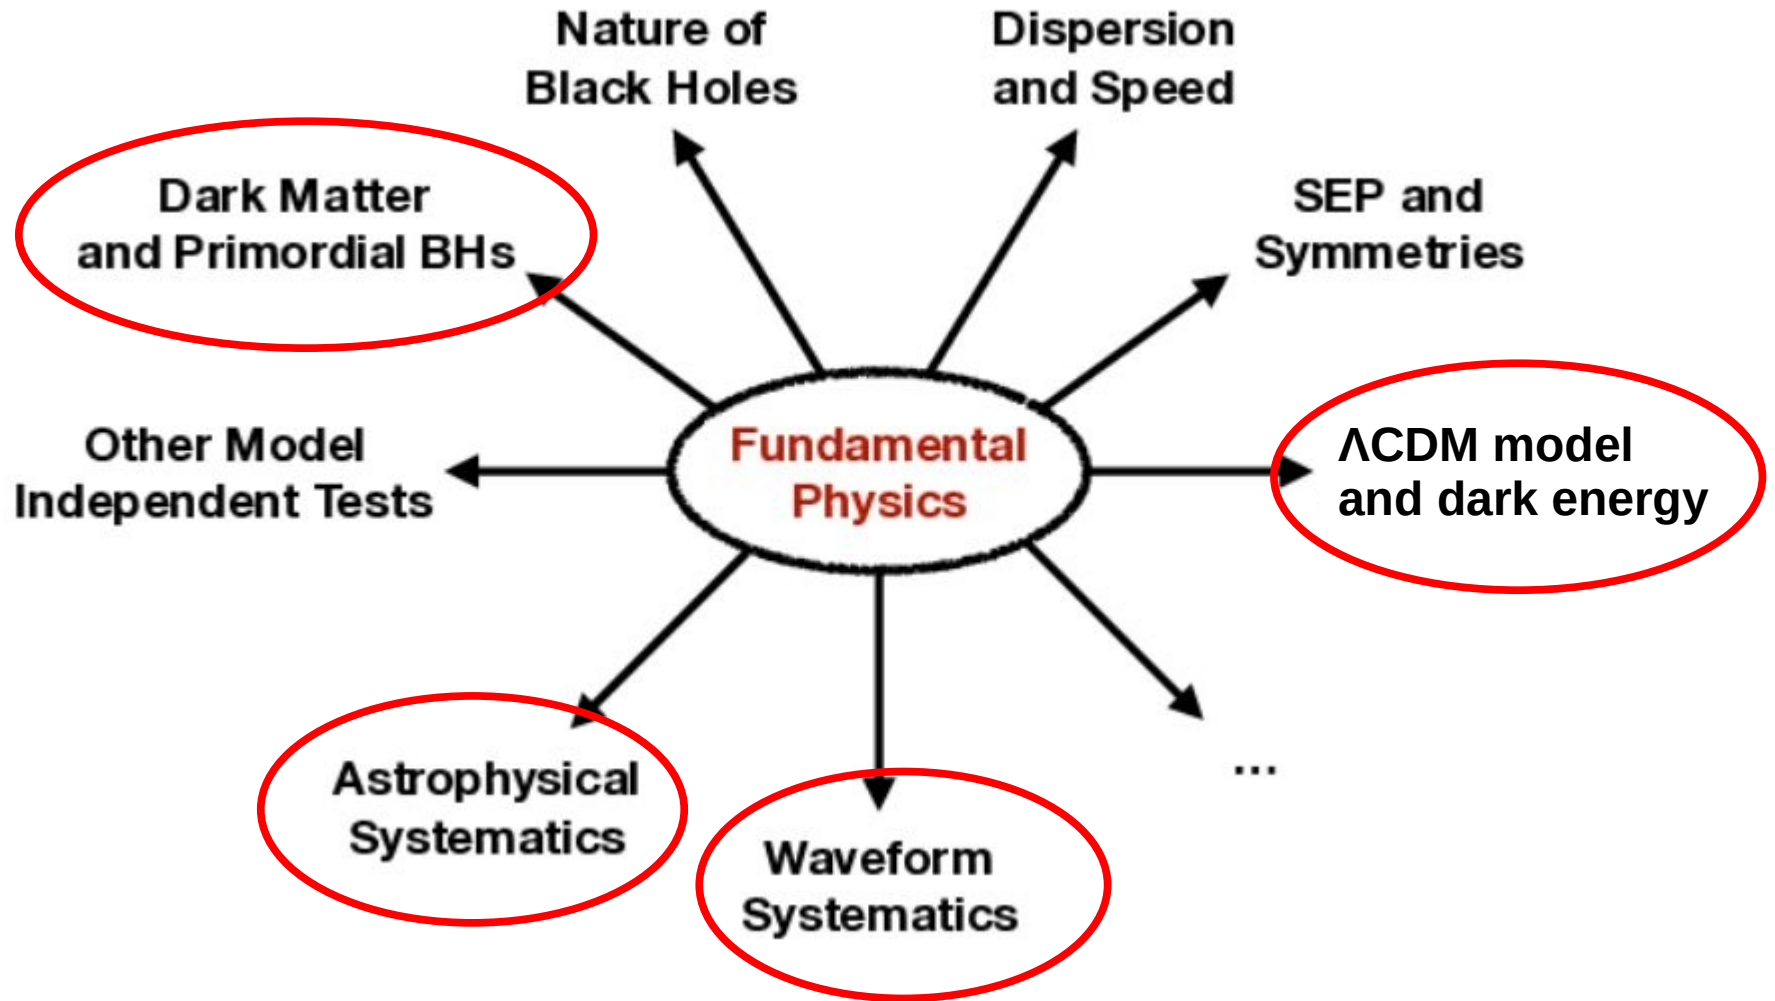 Nature of
Black Holes
Dispersion
and Speed
Dark Matter
and Primordial BHs
SEP and
Symmetries
Other Model
Independent Tests
Fundamental
Physics
ΛCDM model
and dark energy
Astrophysical
Systematics
Waveform
Systematics
...